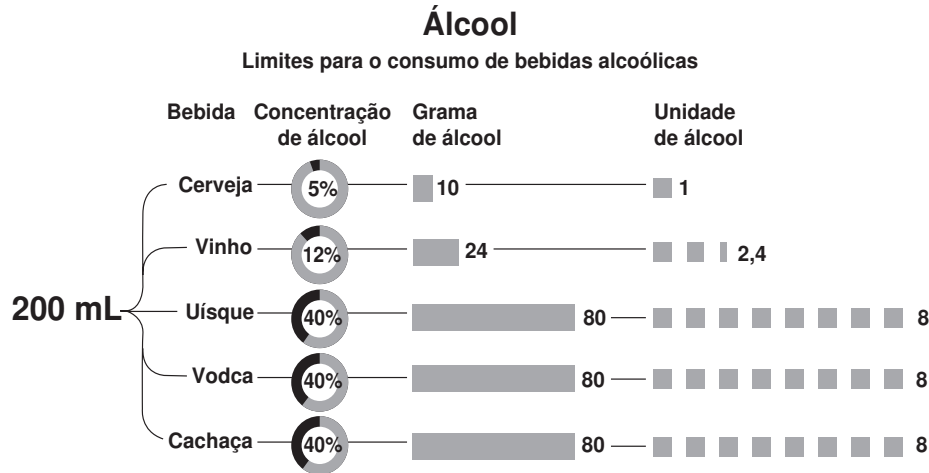 Álcool
Limites para o consumo de bebidas alcoólicas
Bebida Concentração de álcool Grama de álcool Unidade de álcool
200 mL
Cerveja 5% 10 1
Vinho 12% 24 2,4
Uísque 40% 80 8
Vodca 40% 80 8
Cachaça 40% 80 8